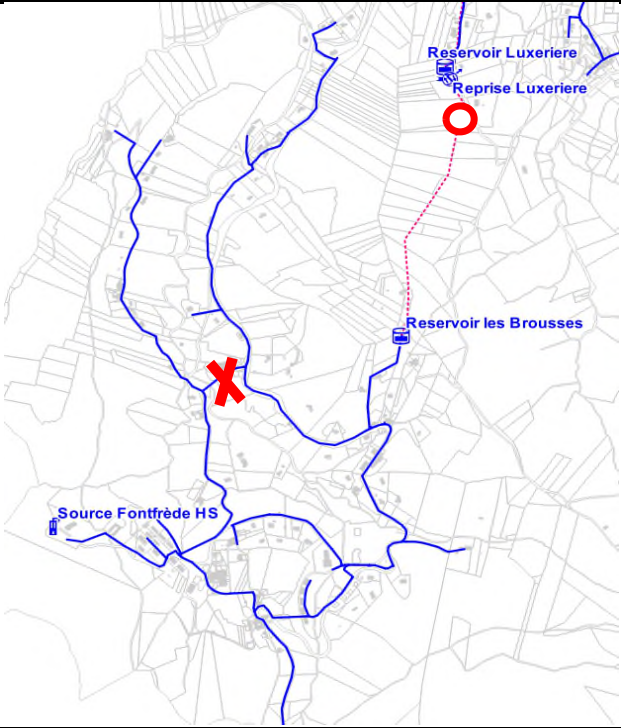 Reservoir Luxeriere
Reprise Luxeriere
Reservoir les Brousses
Source Fontfrède HS